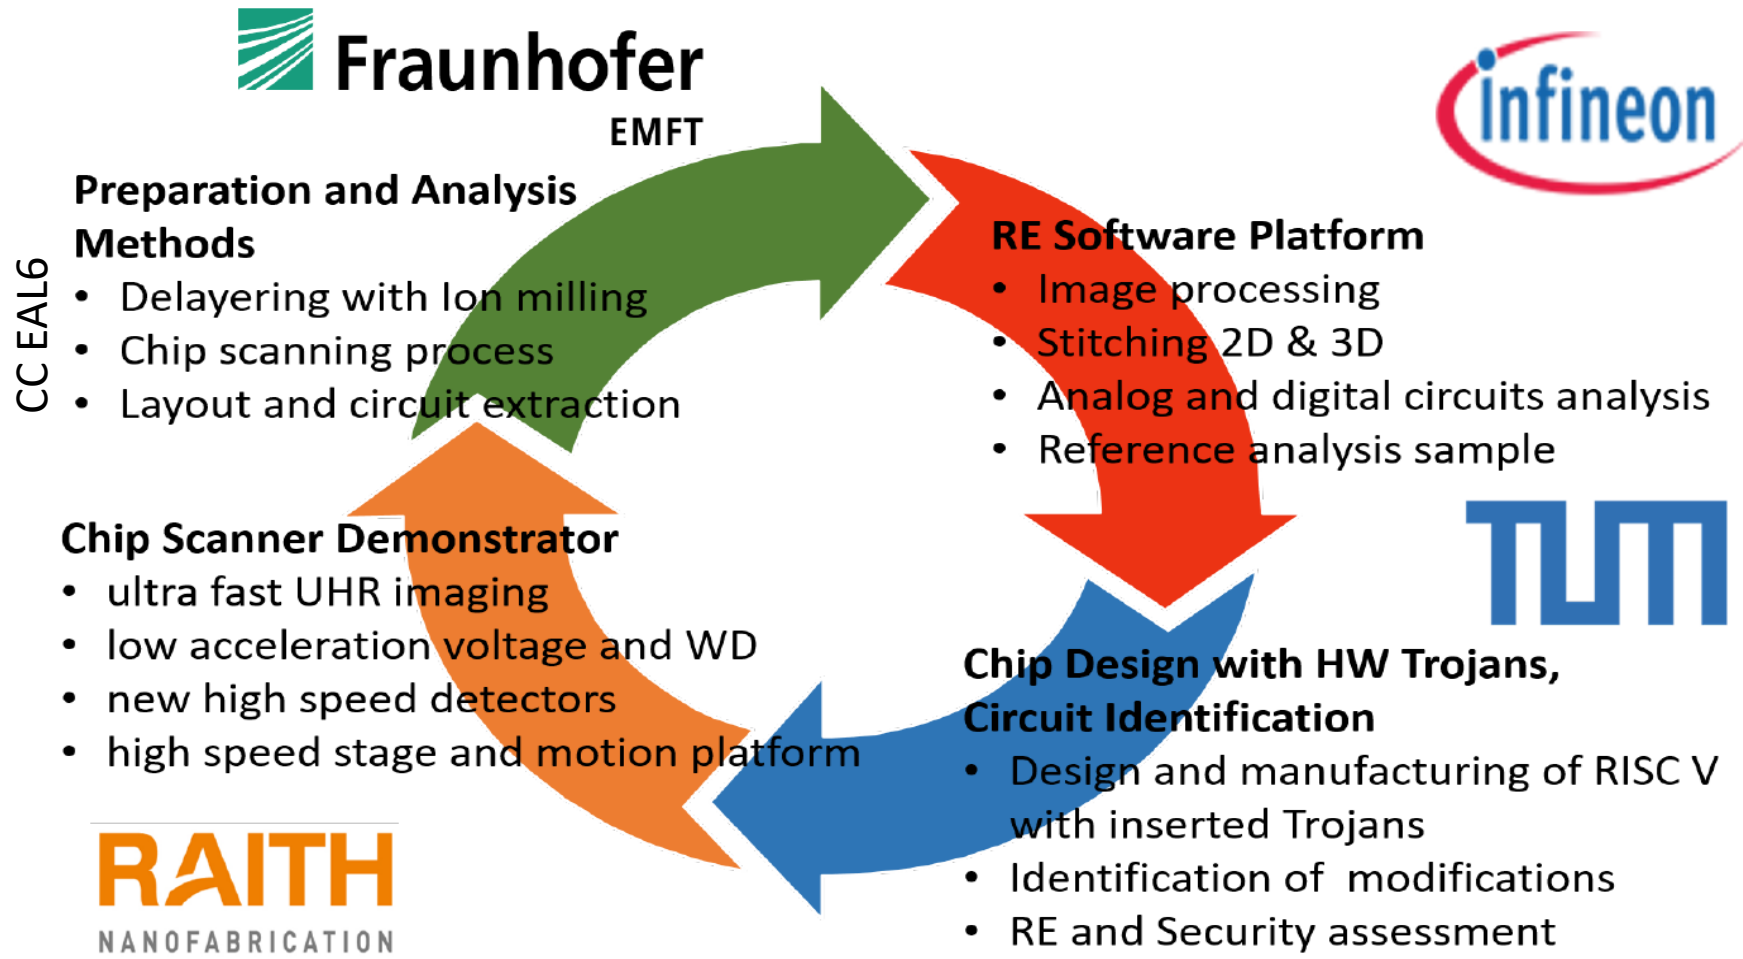 Fraunhofer
EMFT
Preparation and Analysis
Methods
• Delayering with Ion milling
• Chip scanning process
• Layout and circuit extraction
CC EAL6
infineon
RE Software Platform
• Image processing
• Stitching 2D & 3D
• Analog and digital circuits analysis
• Reference analysis sample
TUM
Chip Design with HW Trojans,
Circuit Identification
• Design and manufacturing of RISC V
with inserted Trojans
• Identification of  modifications
• RE and Security assessment
Chip Scanner Demonstrator
• ultra fast UHR imaging
• low acceleration voltage and WD
• new high speed detectors
• high speed stage and motion platform
RAITH
NANOFABRICATION